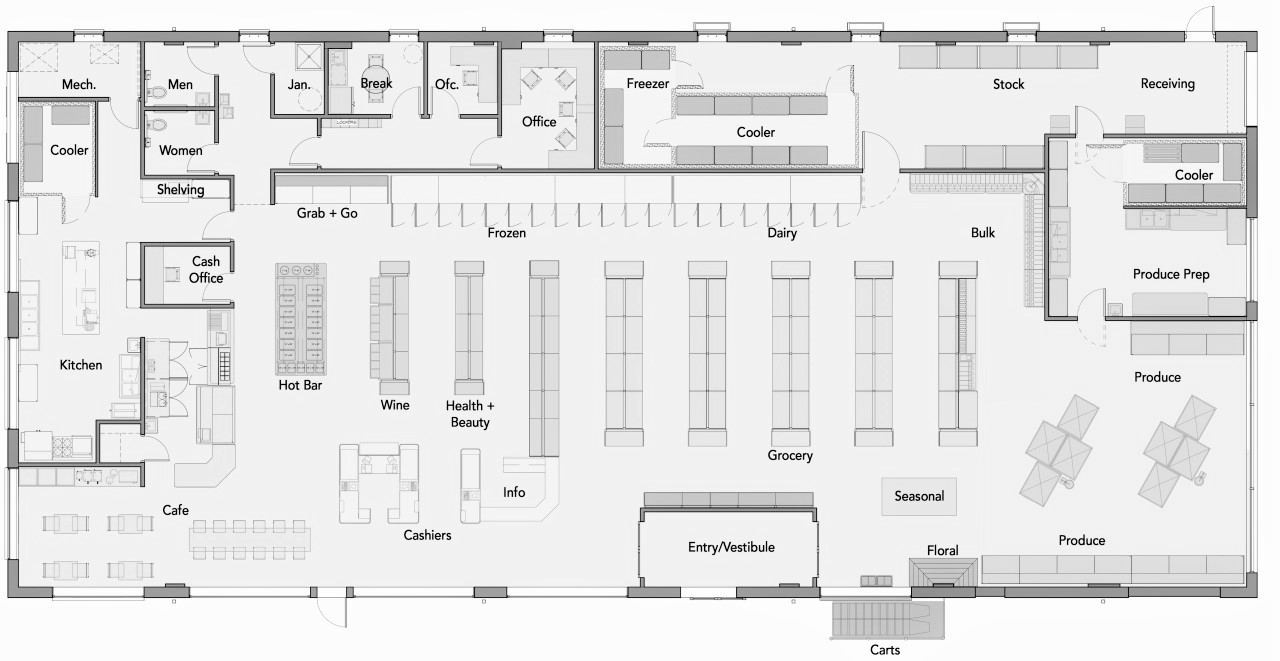 Mech.
Men
Jan.
Break
Ofc.
Office
Freezer
Cooler
Stock
Receiving
LOCKERS
Cooler
Women
Shelving
Cooler
Grab + Go
Frozen
Dairy
Bulk
Cash
Office
Produce Prep
Kitchen
Hot Bar
Wine
Health +
Beauty
Produce
Grocery
Info
Seasonal
Cafe
Cashiers
Entry/Vestibule
Floral
Produce
Carts